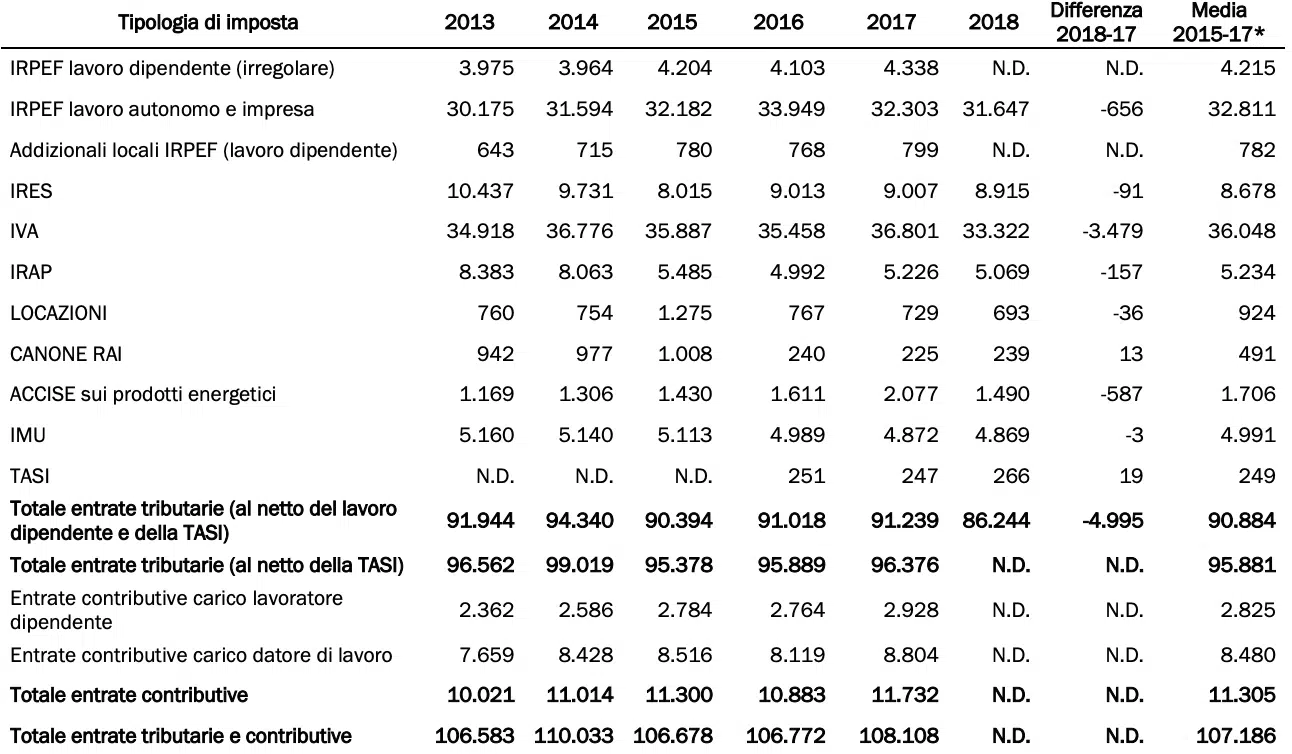 Tipologia di imposta 2013 2014 2015 2016 2017 2018 Differenza 2018-17 Media 2015-17*
IRPEF lavoro dipendente (irregolare) 3.975 3.964 4.204 4.103 4.338 N.D. N.D. 4.215
IRPEF lavoro autonomo e impresa 30.175 31.594 32.182 33.949 32.303 31.647 -656 32.811
Addizionali locali IRPEF (lavoro dipendente) 643 715 780 768 799 N.D. N.D. 782
IRES 10.437 9.731 8.015 9.013 9.007 8.915 -91 8.678
IVA 34.918 36.776 35.887 35.458 36.801 33.322 -3.479 36.048
IRAP 8.383 8.063 5.485 4.992 5.226 5.069 -157 5.234
LOCAZIONI 760 754 1.275 767 729 693 -36 924
CANONE RAI 942 977 1.008 240 225 239 13 491
ACCISE sui prodotti energetici 1.169 1.306 1.430 1.611 2.077 1.490 -587 1.706
IMU 5.160 5.140 5.113 4.989 4.872 4.869 -3 4.991
TASI N.D. N.D. N.D. 251 247 266 19 249
Totale entrate tributarie (al netto del lavoro
dipendente e della TASI) 91.944 94.340 90.394 91.018 91.239 86.244 -4.995 90.884
Totale entrate tributarie (al netto della TASI) 96.562 99.019 95.378 95.889 96.376 N.D. N.D. 95.881
Entrate contributive carico lavoratore
dipendente 2.362 2.586 2.784 2.764 2.928 N.D. N.D. 2.825
Entrate contributive carico datore di lavoro 7.659 8.428 8.516 8.119 8.804 N.D. N.D. 8.480
Totale entrate contributive 10.021 11.014 11.300 10.883 11.732 N.D. N.D. 11.305
Totale entrate tributarie e contributive 106.583 110.033 106.678 106.772 108.108 N.D. N.D. 107.186